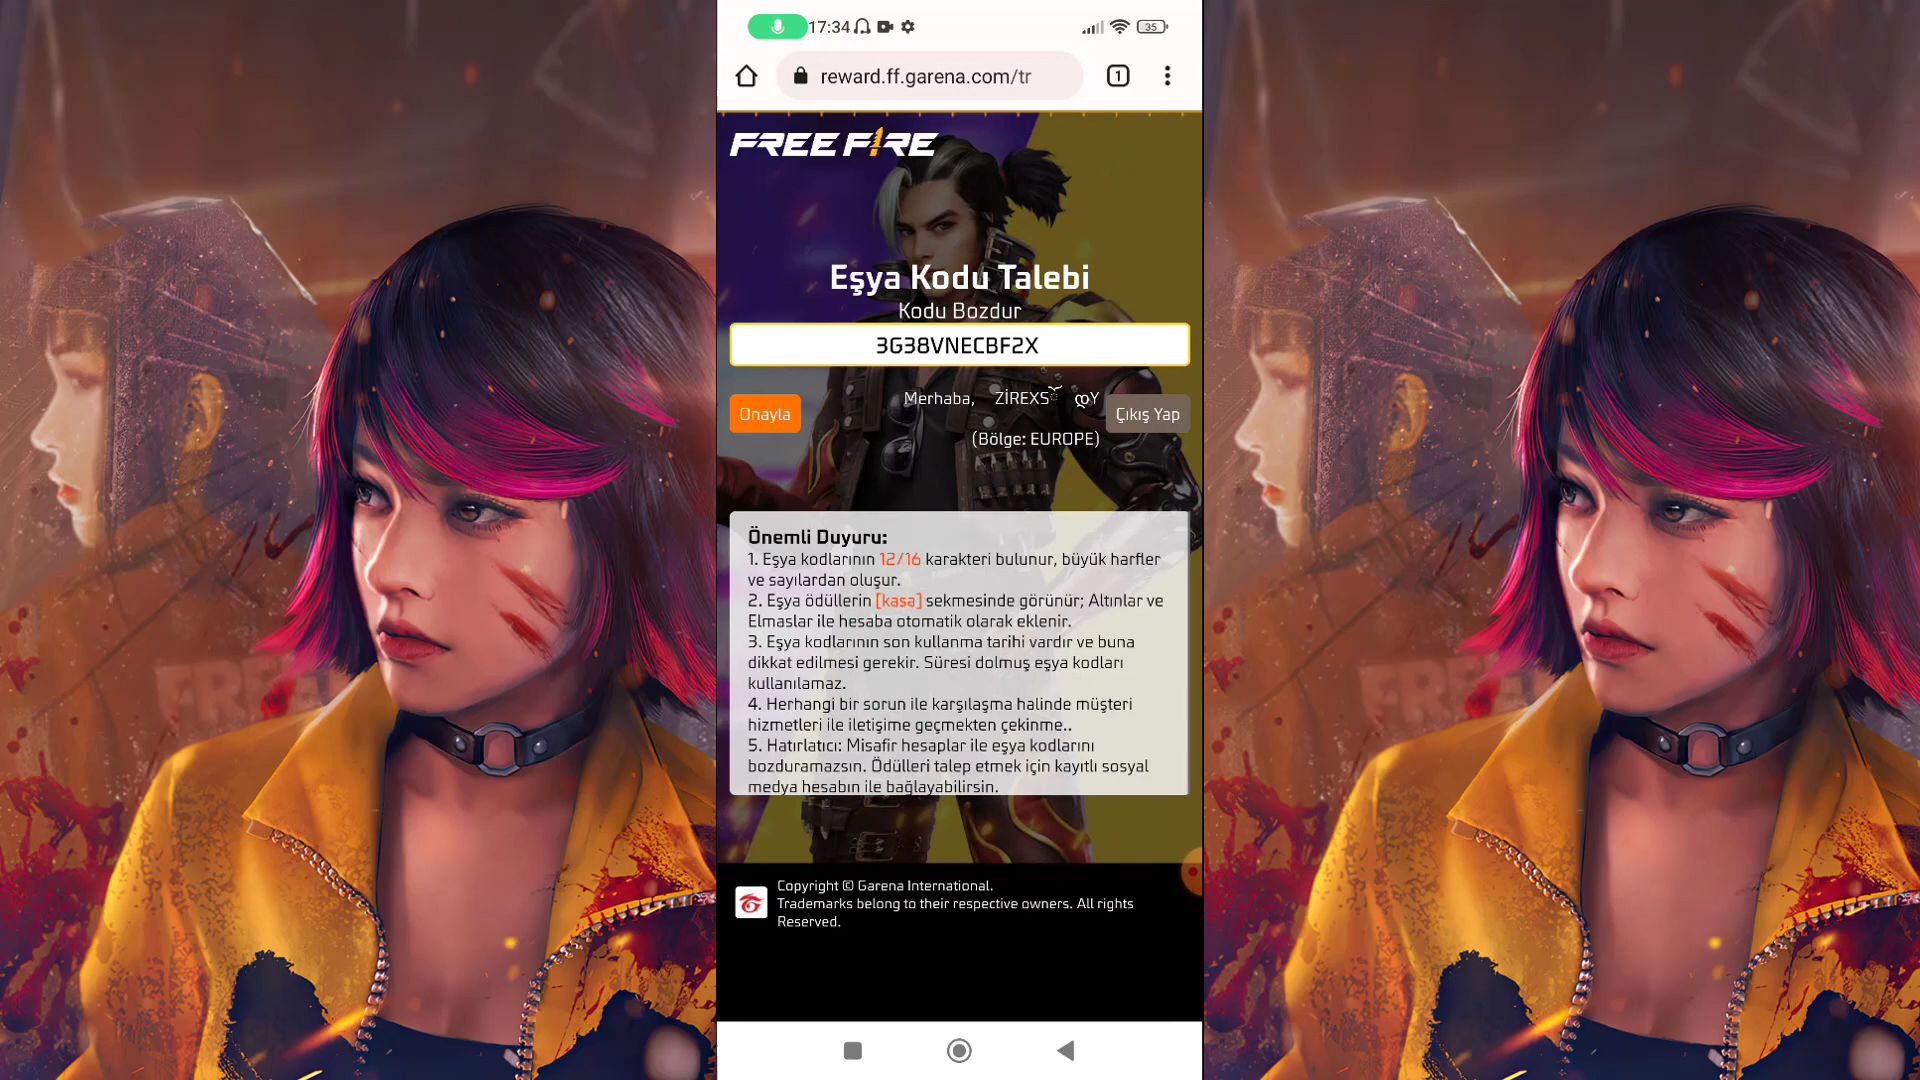 17:34
35
reward.ff.garena.com/tr
1
FREE FIRE
Eşya Kodu Talebi
Kodu Bozdur
3G38VNECBF2X
Onayla
Merhaba, ZİREXS Y
(Bölge: EUROPE)
Çıkış Yap
Önemli Duyuru:
1. Eşya kodlarının 12/16 karakteri bulunur, büyük harfler
ve sayılardan oluşur.
2. Eşya ödüllerin [kasa] sekmesinde görünür; Altınlar ve
Elmaslar ile hesaba otomatik olarak eklenir.
3. Eşya kodlarının son kullanma tarihi vardır ve buna
dikkat edilmesi gerekir. Süresi dolmuş eşya kodları
kullanılamaz.
4. Herhangi bir sorun ile karşılaşma halinde müşteri
hizmetleri ile iletişime geçmekten çekinme..
5. Hatırlatıcı: Misafir hesaplar ile eşya kodlarını
bozduramazsın. Ödülleri talep etmek için kayıtlı sosyal
medya hesabın ile bağlayabilirsin.
Copyright © Garena International.
Trademarks belong to their respective owners. All rights
Reserved.